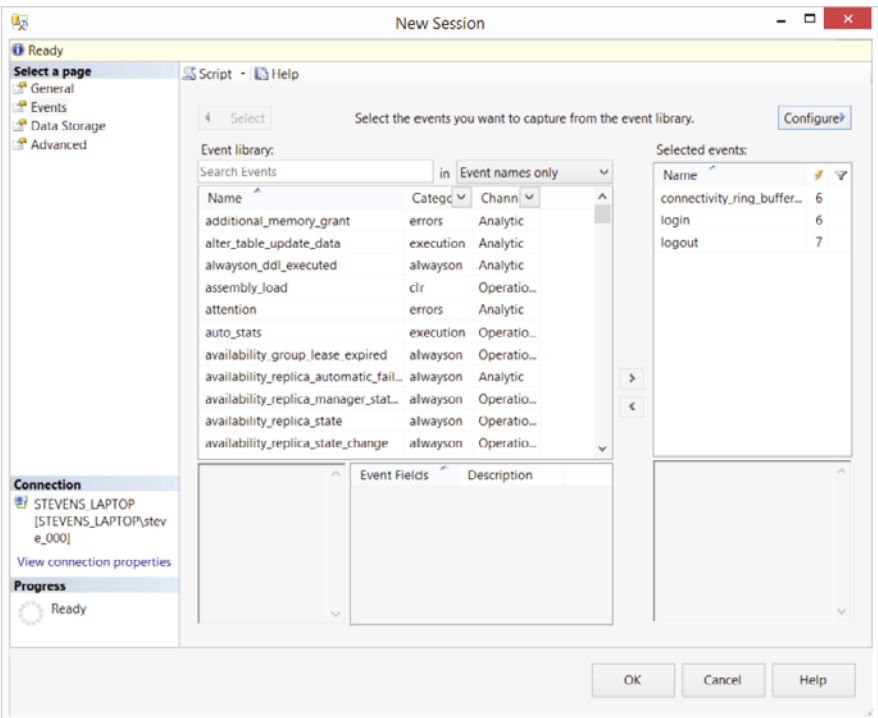 New Session
Ready
Select a page
General
Events
Data Storage
Advanced
Script Help
Select Select the events you want to capture from the event library. Configure
Event library: Selected events:
Search Events in Event names only
Name Catego Chann
additional_memory_grant errors Analytic
alter_table_update_data execution Analytic
alwayson_ddl_executed alwayson Analytic
assembly_load clr Operatio...
attention errors Analytic
auto_stats execution Operatio...
availability_group_lease_expired alwayson Operatio...
availability_replica_automatic_fail... alwayson Analytic
availability_replica_manager_stat... alwayson Operatio...
availability_replica_state alwayson Operatio...
availability_replica_state_change alwayson Operatio...
Name
connectivity_ring_buffer... 6
login 6
logout 7
Event Fields Description
Connection
STEVENS_LAPTOP
[STEVENS_LAPTOP\stev
e_000]
View connection properties
Progress
Ready
OK Cancel Help